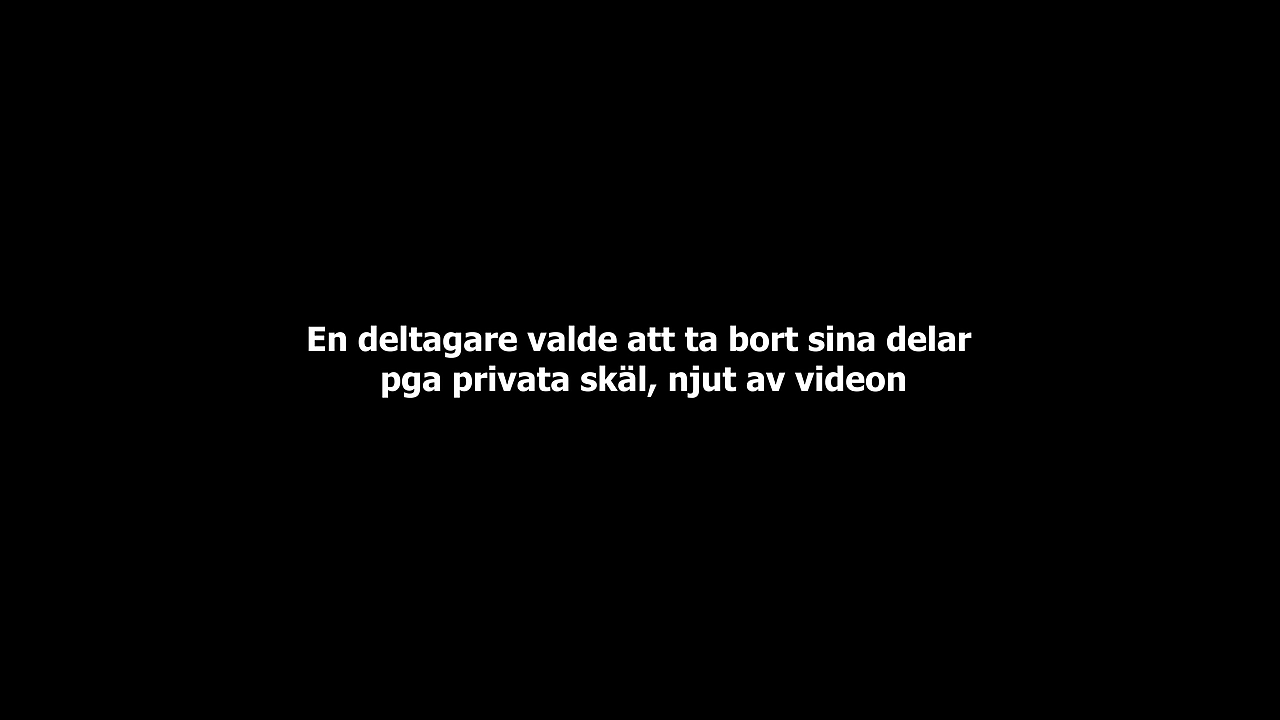 En deltagare valde att ta bort sina delar
pga privata skäl, njut av videon